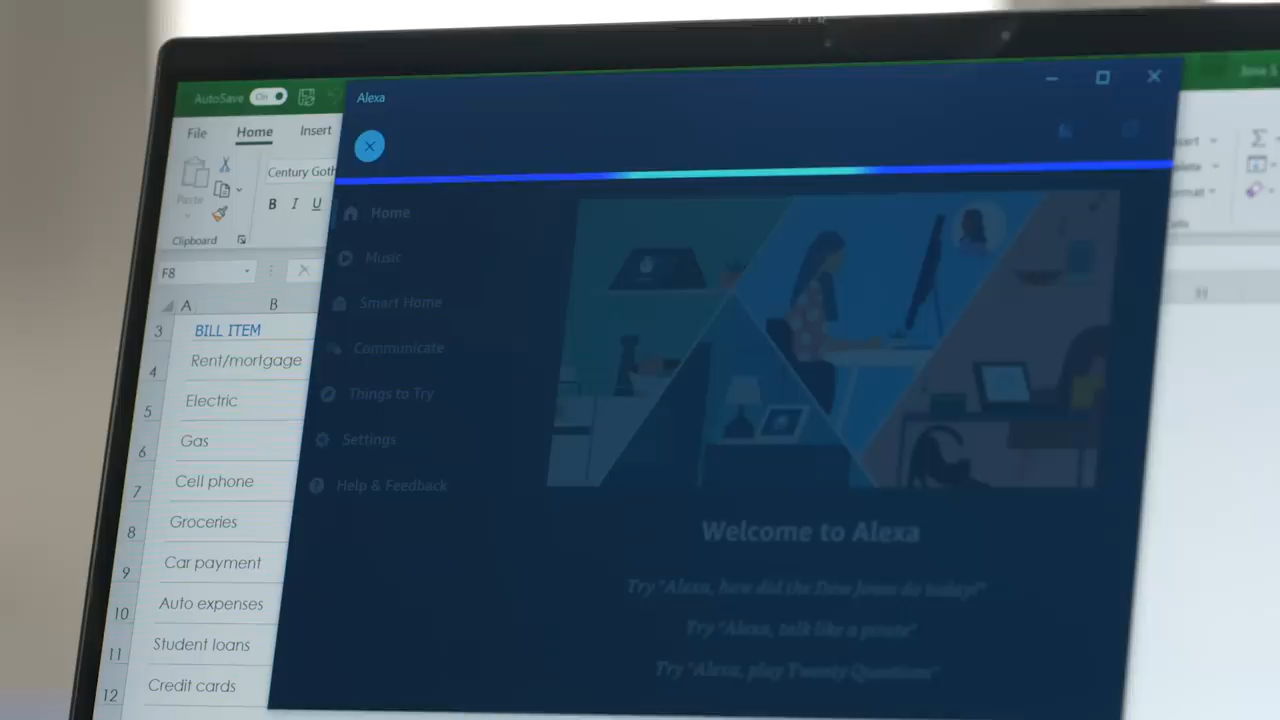 AutoSave On
File Home Insert
Century Goth
Paste
B I U
Clipboard
F8
A B
3 BILL ITEM
4 Rent/mortgage
5 Electric
6 Gas
7 Cell phone
8 Groceries
9 Car payment
10 Auto expenses
11 Student loans
12 Credit cards
Alexa
Home
Music
Smart Home
Communicate
Things to Try
Settings
Help & Feedback
Welcome to Alexa
Try "Alexa, how did the Dow Jones do today?"
Try "Alexa, talk like a pirate"
Try "Alexa, play Twenty Questions"
H